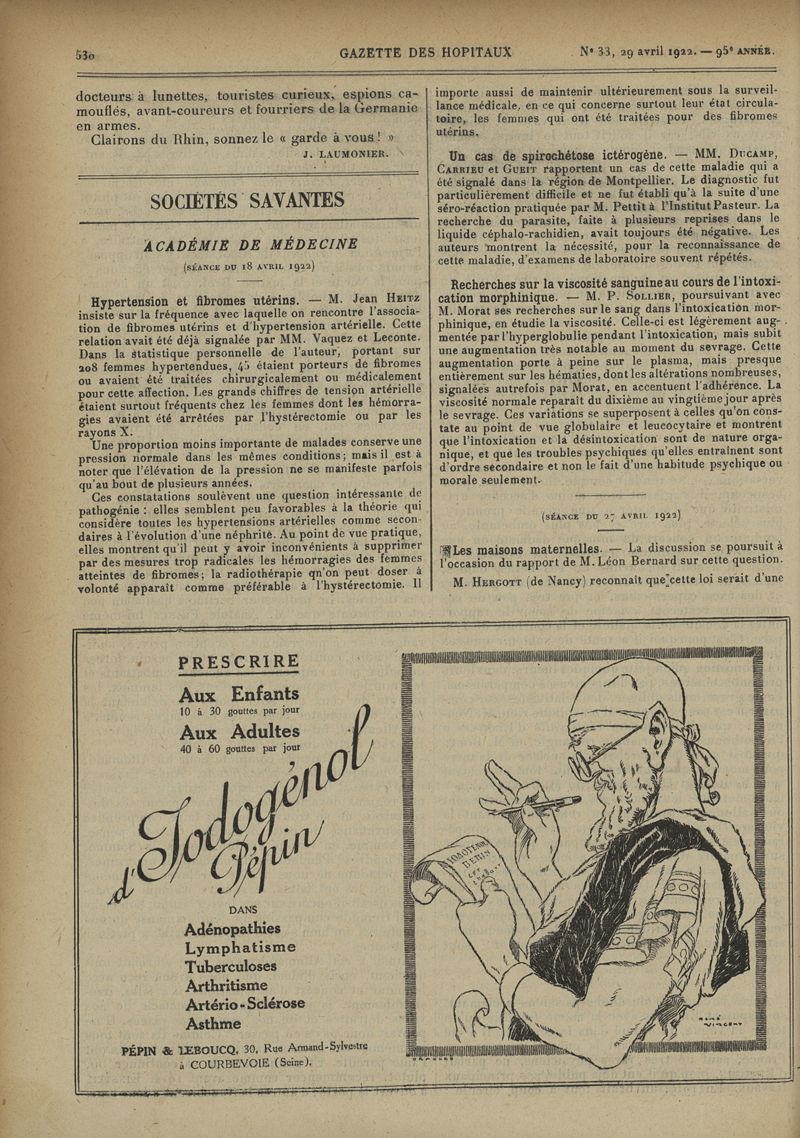 530
GAZETTE DES HOPITAUX
N° 33, 29 avril 1922. — 95e ANNÉE.
docteurs à lunettes, touristes curieux, espions ca-
mouflés, avant-coureurs et fourriers de la Germanie
en armes.
Clairons du Rhin, sonnez le « garde à vous ! »
J. LAUMONIER.
SOCIÉTÉS SAVANTES
ACADÉMIE DE MÉDECINE
(SÉANCE DU 18 AVRIL 1922)
Hypertension et fibromes utérins. — M. Jean HEITZ
insiste sur la fréquence avec laquelle on rencontre l'associa-
tion de fibromes utérins et d'hypertension artérielle. Cette
relation avait été déjà signalée par MM. Vaquez et Leconte.
Dans la statistique personnelle de l'auteur, portant sur
208 femmes hypertendues, 45 étaient porteurs de fibromes
ou avaient été traitées chirurgicalement ou médicalement
pour cette affection. Les grands chiffres de tension artérielle
étaient surtout fréquents chez les femmes dont les hémorra-
gies avaient été arrêtées par l'hystérectomie ou par les
rayons X.
Une proportion moins importante de malades conserve une
pression normale dans les mêmes conditions; mais il est à
noter que l'élévation de la pression ne se manifeste parfois
qu'au bout de plusieurs années.
Ces constatations soulèvent une question intéressante de
pathogénie : elles semblent peu favorables à la théorie qui
considère toutes les hypertensions artérielles comme secon-
daires à l'évolution d'une néphrite. Au point de vue pratique,
elles montrent qu'il peut y avoir inconvénients à supprimer
par des mesures trop radicales les hémorragies des femmes
atteintes de fibromes; la radiothérapie qn'on peut doser à
volonté apparaît comme préférable à l'hystérectomie. Il
importe aussi de maintenir ultérieurement sous la surveil-
lance médicale, en ce qui concerne surtout leur état circula-
toire, les femmes qui ont été traitées pour des fibromes
utérins.
Un cas de spirochétose ictérogène. — MM. DUCAMP,
CARRIEU et GUEIT rapportent un cas de cette maladie qui a
été signalé dans la région de Montpellier. Le diagnostic fut
particulièrement difficile et ne fut établi qu'à la suite d'une
séro-réaction pratiquée par M. Pettit à l'Institut Pasteur. La
recherche du parasite, faite à plusieurs reprises dans le
liquide céphalo-rachidien, avait toujours été négative. Les
auteurs montrent la nécessité, pour la reconnaissance de
cette maladie, d'examens de laboratoire souvent répétés.
Recherches sur la viscosité sanguine au cours de l'intoxi-
cation morphinique. — M. P. SOLLIER, poursuivant avec
M. Morat ses recherches sur le sang dans l'intoxication mor-
phinique, en étudie la viscosité. Celle-ci est légèrement aug-
mentée par l'hyperglobulie pendant l'intoxication, mais subit
une augmentation très notable au moment du sevrage. Cette
augmentation porte à peine sur le plasma, mais presque
entièrement sur les hématies, dont les altérations nombreuses,
signalées autrefois par Morat, en accentuent l'adhérence. La
viscosité normale reparaît du dixième au vingtième jour après
le sevrage. Ces variations se superposent à celles qu'on cons-
tate au point de vue globulaire et leucocytaire et montrent
que l'intoxication et la désintoxication sont de nature orga-
nique, et que les troubles psychiques qu'elles entraînent sont
d'ordre secondaire et non le fait d'une habitude psychique ou
morale seulement.
(SÉANCE DU 27 AVRIL 1922)
Les maisons maternelles. — La discussion se poursuit à
l'occasion du rapport de M. Léon Bernard sur cette question.
M. HERGOTT (de Nancy) reconnaît que cette loi serait d'une
PRESCRIRE
Aux Enfants
10 à 30 gouttes par jour
Aux Adultes
40 à 60 gouttes par jour
d'Iodogénol
Pépin
DANS
Adénopathies
Lymphatisme
Tuberculoses
Arthritisme
Artério-Sclérose
Asthme
PÉPIN & LEBOUCQ, 30, Rue Armand-Sylvestre
à COURBEVOIE (Seine).
PEPIN
RENÉ
VINCENT